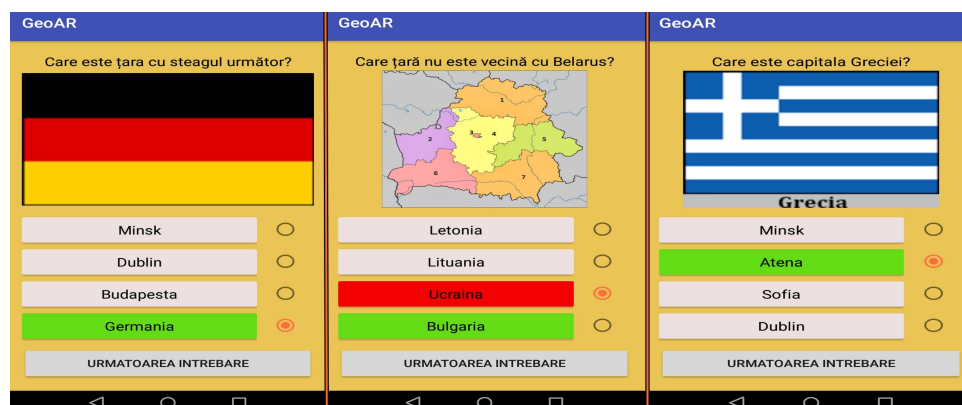 GeoAR
Care este țara cu steagul următor?
Minsk
Dublin
Budapesta
Germania
URMATOAREA INTREBARE
GeoAR
Care țară nu este vecină cu Belarus?
1
2
3
4
5
6
7
Letonia
Lituania
Ucraina
Bulgaria
URMATOAREA INTREBARE
GeoAR
Care este capitala Greciei?
Grecia
Minsk
Atena
Sofia
Dublin
URMATOAREA INTREBARE